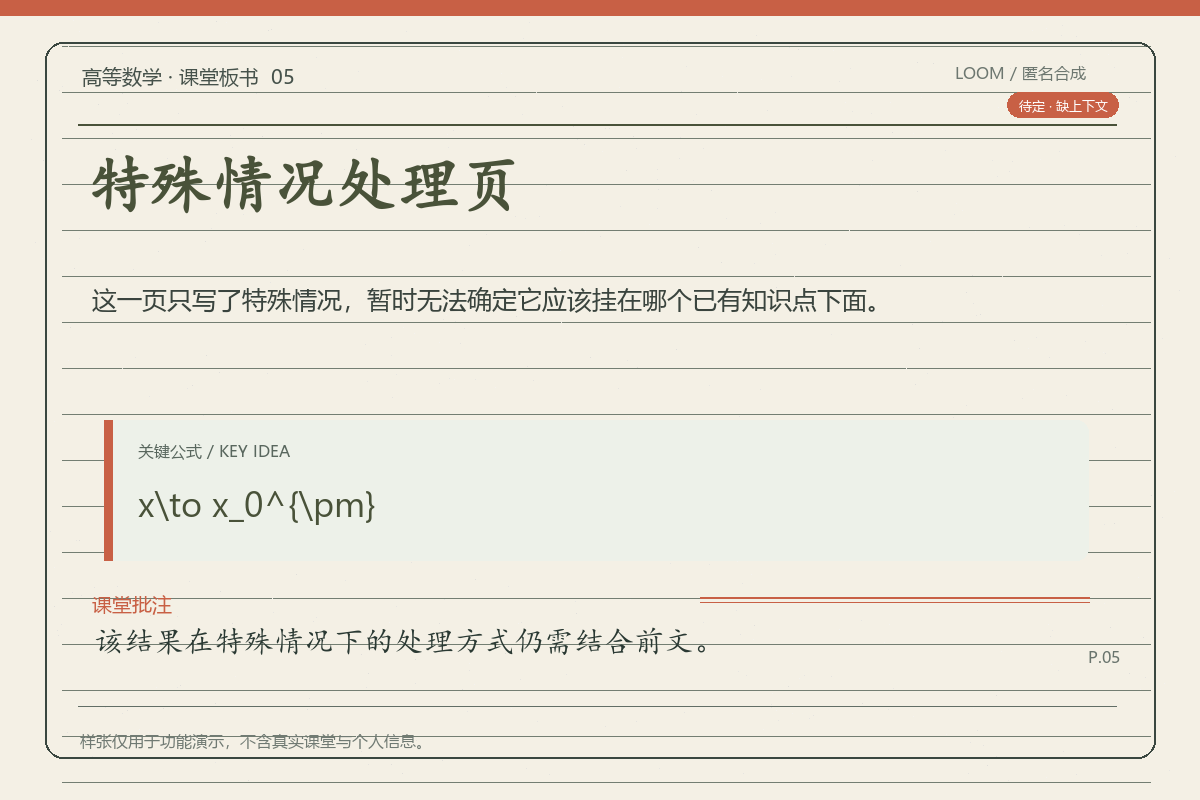 高等数学 · 课堂板书 05
LOOM / 匿名合成
待定 · 缺上下文
特殊情况处理页
这一页只写了特殊情况，暂时无法确定它应该挂在哪个已有知识点下面。
关键公式 / KEY IDEA
x\to x_0^{\pm}
课堂批注
该结果在特殊情况下的处理方式仍需结合前文。
P.05
样张仅用于功能演示，不含真实课堂与个人信息。